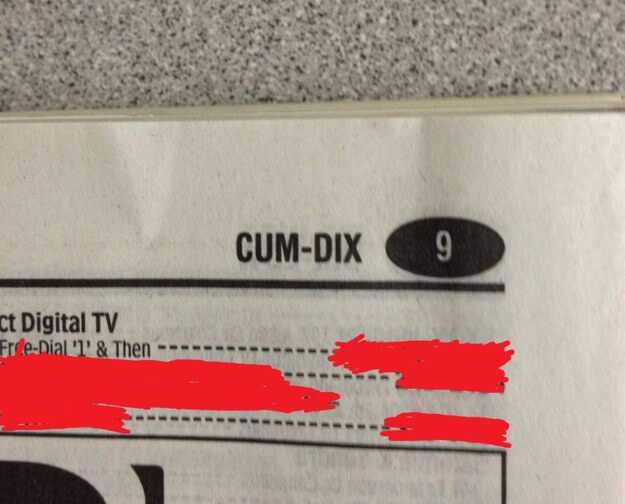 CUM-DIX 9
ct Digital TV
Free-Dial '1' & Then